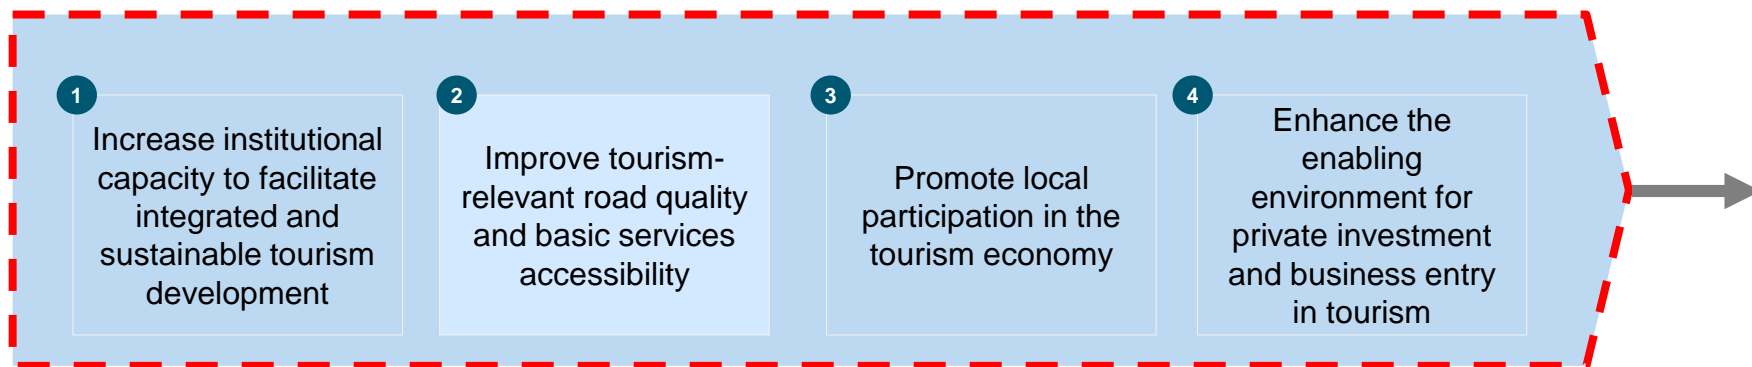 1
Increase institutional
capacity to facilitate
integrated and
sustainable tourism
development
2
Improve tourism-
relevant road quality
and basic services
accessibility
3
Promote local
participation in the
tourism economy
4
Enhance the
enabling
environment for
private investment
and business entry
in tourism